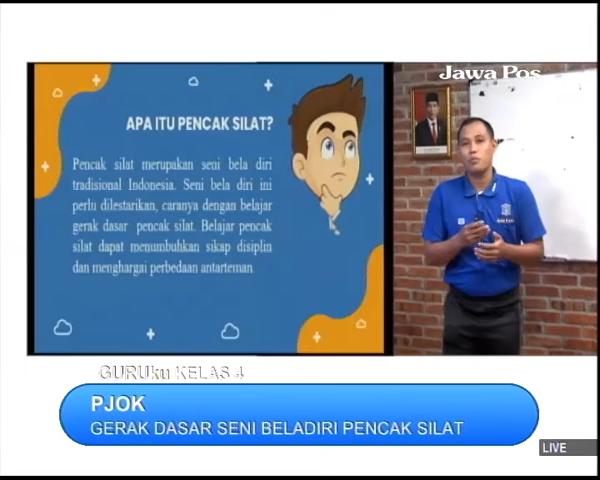 Jawa Pos
APA ITU PENCAK SILAT?
Pencak silat merupakan seni bela diri
tradisional Indonesia. Seni bela diri ini
perlu dilestarikan, caranya dengan belajar
gerak dasar pencak silat. Belajar pencak
silat dapat menumbuhkan sikap disiplin
dan menghargai perbedaan antarteman
GURUku KELAS 4
PJOK
GERAK DASAR SENI BELADIRI PENCAK SILAT
LIVE